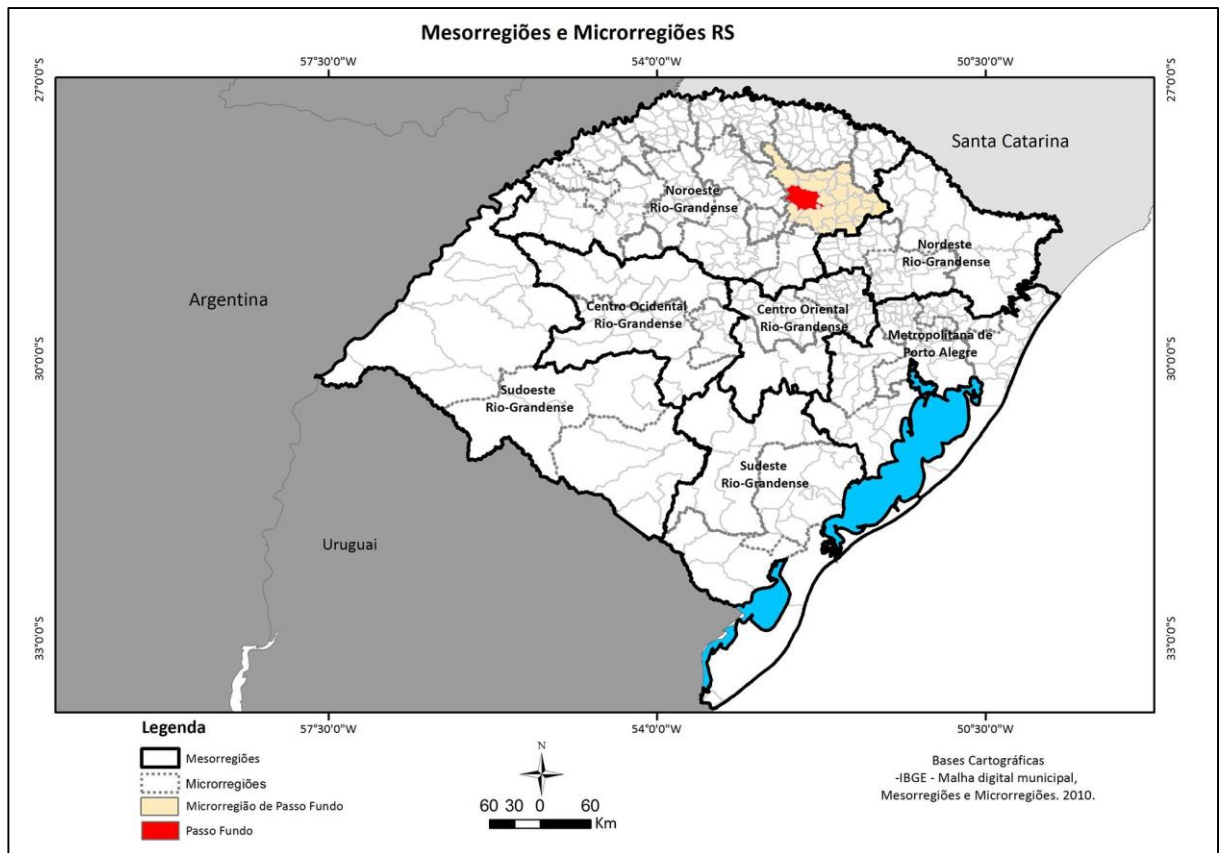 Mesorregiões e Microrregiões RS
57°30'0"W
54°0'0"W
50°30'0"W
27°0'0"S
27°0'0"S
Santa Catarina
Noroeste
Rio-Grandense
Nordeste
Rio-Grandense
Argentina
Centro Ocidental
Rio-Grandense
Centro Oriental
Rio-Grandense
Metropolitana de
Porto Alegre
30°0'0"S
30°0'0"S
Sudoeste
Rio-Grandense
Sudeste
Rio-Grandense
Uruguai
33°0'0"S
33°0'0"S
57°30'0"W
54°0'0"W
50°30'0"W
Legenda
Mesorregiões
Microrregiões
Microrregião de Passo Fundo
Passo Fundo
N
60 30 0 60
Km
Bases Cartográficas
-IBGE - Malha digital municipal,
Mesorregiões e Microrregiões. 2010.